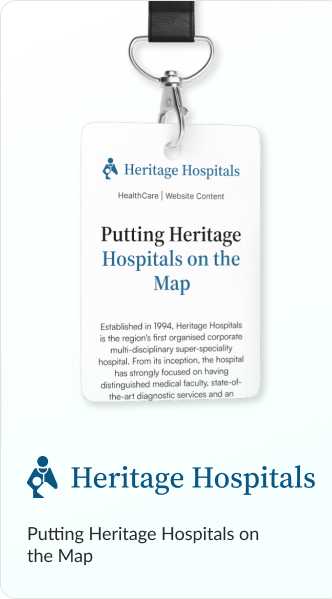 Heritage Hospitals
HealthCare | Website Content
Putting Heritage
Hospitals on the
Map
Established in 1994, Heritage Hospitals
is the region's first organised corporate
multi-disciplinary super-speciality
hospital. From its inception, the hospital
has strongly focused on having
distinguished medical faculty, state-of-
the-art diagnostic services and an
Heritage Hospitals
Putting Heritage Hospitals on
the Map